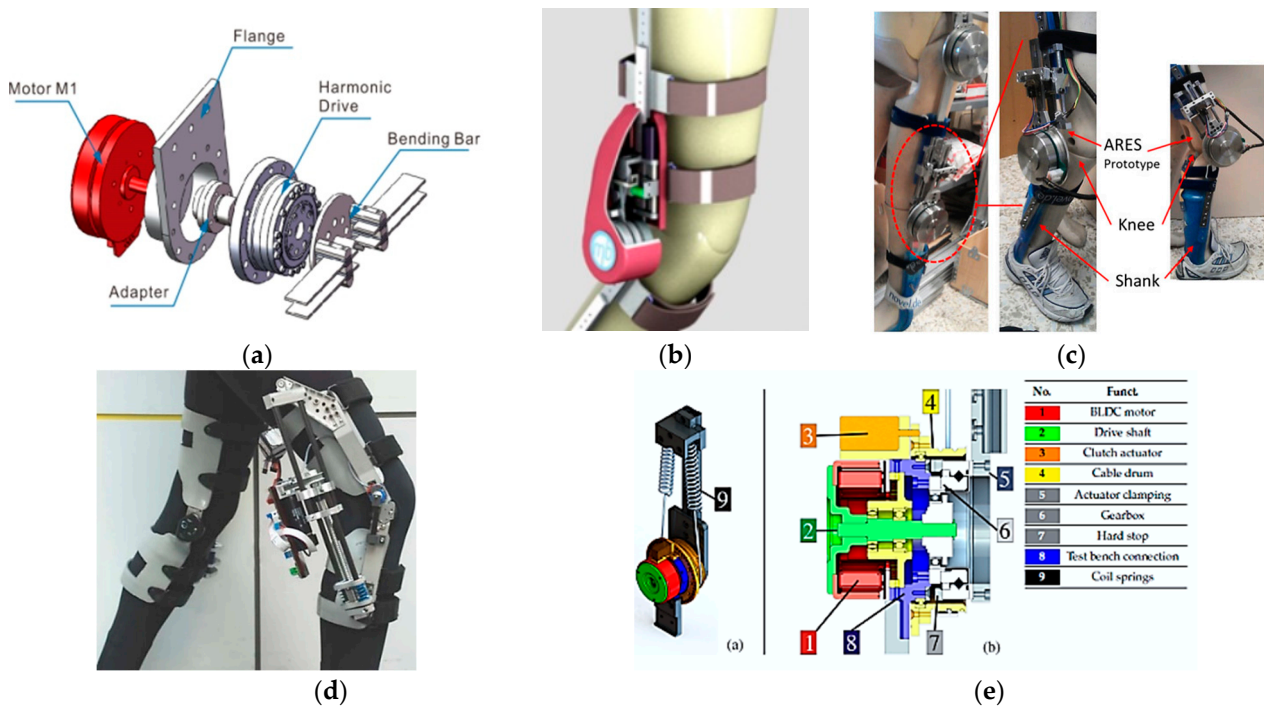 Flange
Motor M1
Harmonic
Drive
Bending Bar
Adapter
(a)
(b)
ARES
Prototype
Knee
Shank
novel.de
(c)
(d)
No. Funct.
1 BLDC motor
2 Drive shaft
3 Clutch actuator
4 Cable drum
5 Actuator clamping
6 Gearbox
7 Hard stop
8 Test bench connection
9 Coil springs
9
4
3
5
2
6
1
8
7
(a)
(b)
(e)